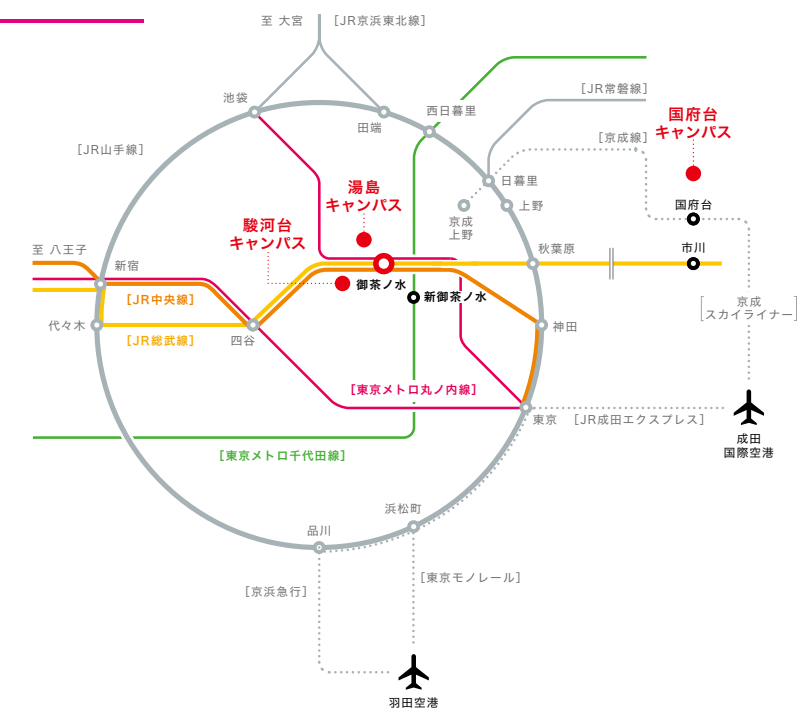 至 大宮
［JR京浜東北線］
池袋
田端
西日暮里
［JR常磐線］
国府台
キャンパス
［京成線］
［JR山手線］
日暮里
上野
京成
上野
湯島
キャンパス
国府台
駿河台
キャンパス
至 八王子
新宿
秋葉原
市川
御茶ノ水
新御茶ノ水
［JR中央線］
京成
［スカイライナー］
代々木
［JR総武線］
四谷
神田
［東京メトロ丸ノ内線］
東京
［JR成田エクスプレス］
成田
国際空港
［東京メトロ千代田線］
浜松町
品川
［京浜急行］
［東京モノレール］
羽田空港